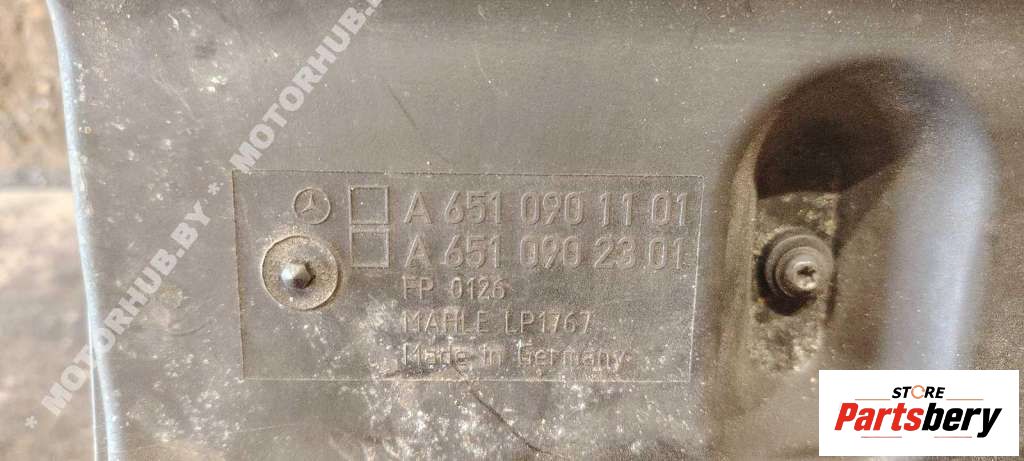 * MOTORHUB.BY * MOTORHUB.BY *
A 651 090 11 01
A 651 090 23 01
FP 0126
MAHLE LP1767
Made in Germany
STORE
Partsbery